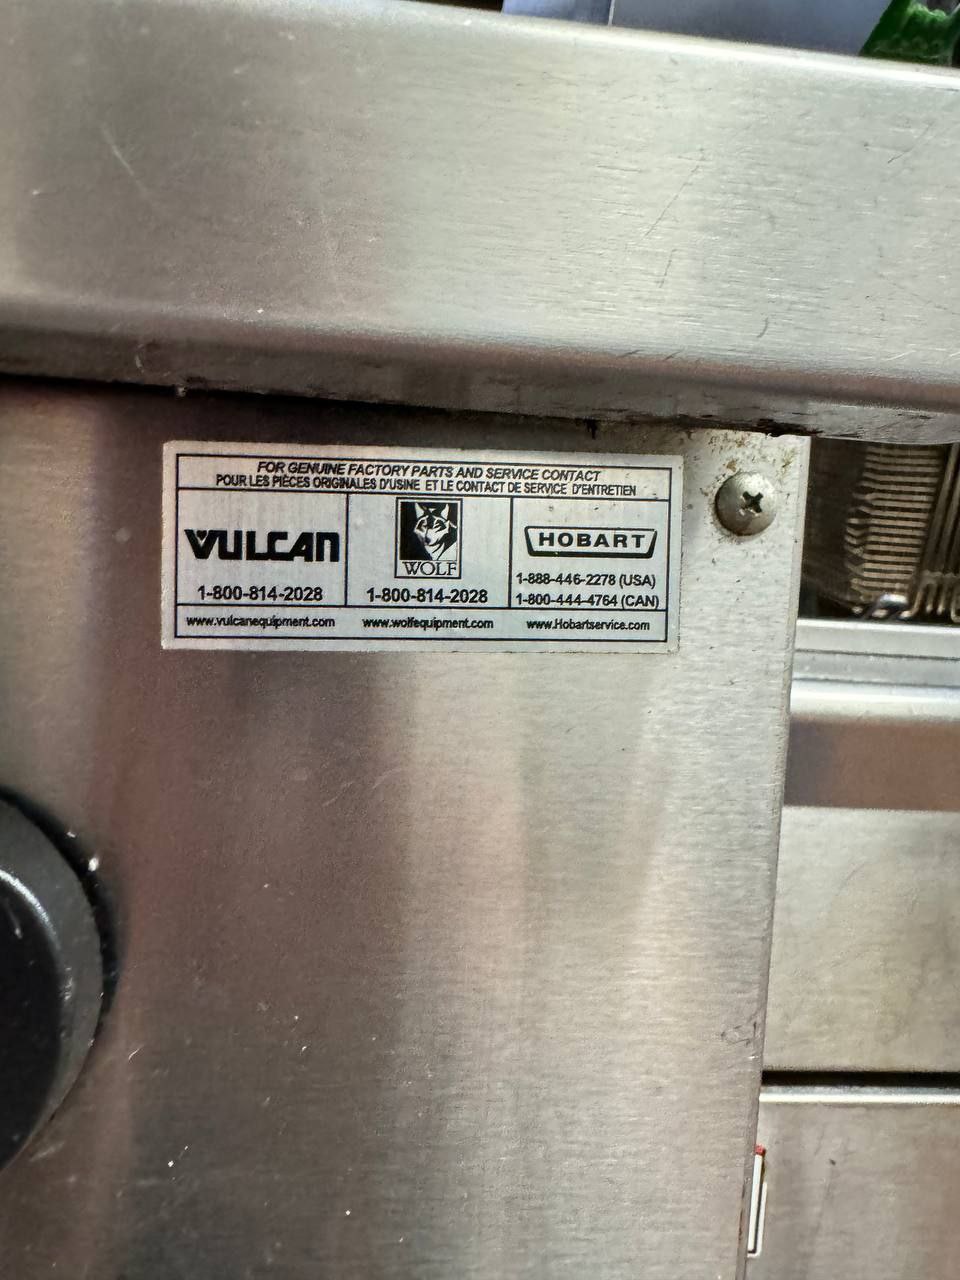 FOR GENUINE FACTORY PARTS AND SERVICE CONTACT
POUR LES PIÈCES ORIGINALES D'USINE ET LE CONTACT DE SERVICE D'ENTRETIEN
VULCAN
1-800-814-2028
www.vulcanequipment.com
WOLF
1-800-814-2028
www.wolfequipment.com
HOBART
1-888-446-2278 (USA)
1-800-444-4764 (CAN)
www.Hobartservice.com